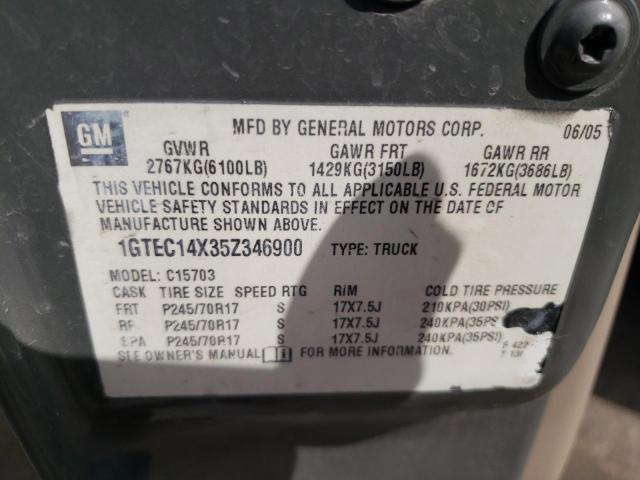 GM
MFD BY GENERAL MOTORS CORP. 06/05
GVWR GAWR FRT GAWR RR
2767KG(6100LB) 1429KG(3150LB) 1672KG(3686LB)
THIS VEHICLE CONFORMS TO ALL APPLICABLE U.S. FEDERAL MOTOR
VEHICLE SAFETY STANDARDS IN EFFECT ON THE DATE OF
MANUFACTURE SHOWN ABOVE.
1GTEC14X35Z346900 TYPE: TRUCK
MODEL: C15703
CASK TIRE SIZE SPEED RTG RIM COLD TIRE PRESSURE
FRT P245/70R17 S 17X7.5J 210KPA(30PSI)
RR P245/70R17 S 17X7.5J 240KPA(35PSI
SPA P245/70R17 S 17X7.5J 240KPA(35PSI)
SEE OWNER'S MANUAL FOR MORE INFORMATION.